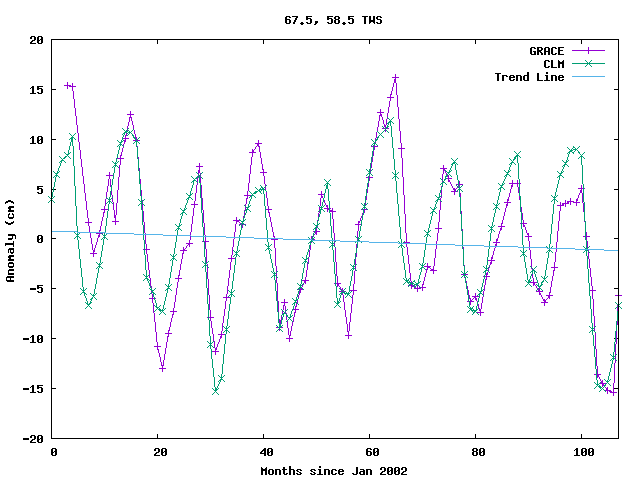 67.5, 58.5 TWS
GRACE
CLM
Trend Line
20
15
10
5
0
-5
-10
-15
-20
Anomaly (cm)
0 20 40 60 80 100
Months since Jan 2002